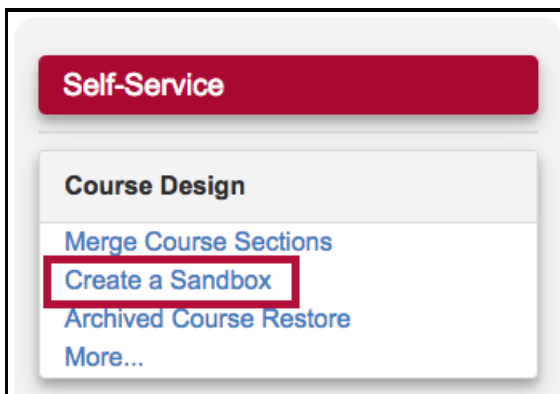 Self-Service
Course Design
Merge Course Sections
Create a Sandbox
Archived Course Restore
More...